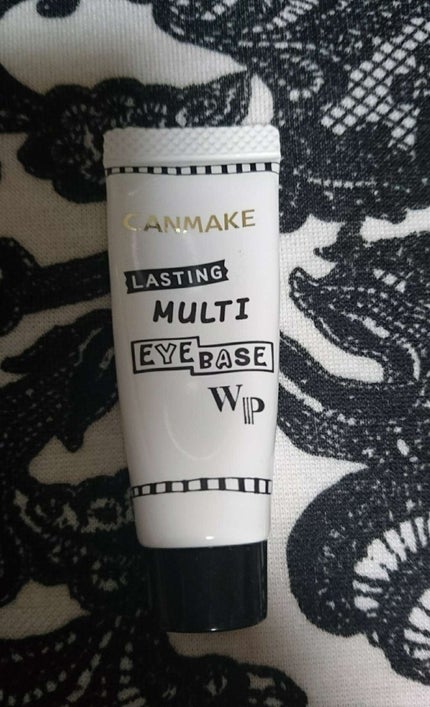 CANMAKE
LASTING
MULTI
EYE BASE
WP